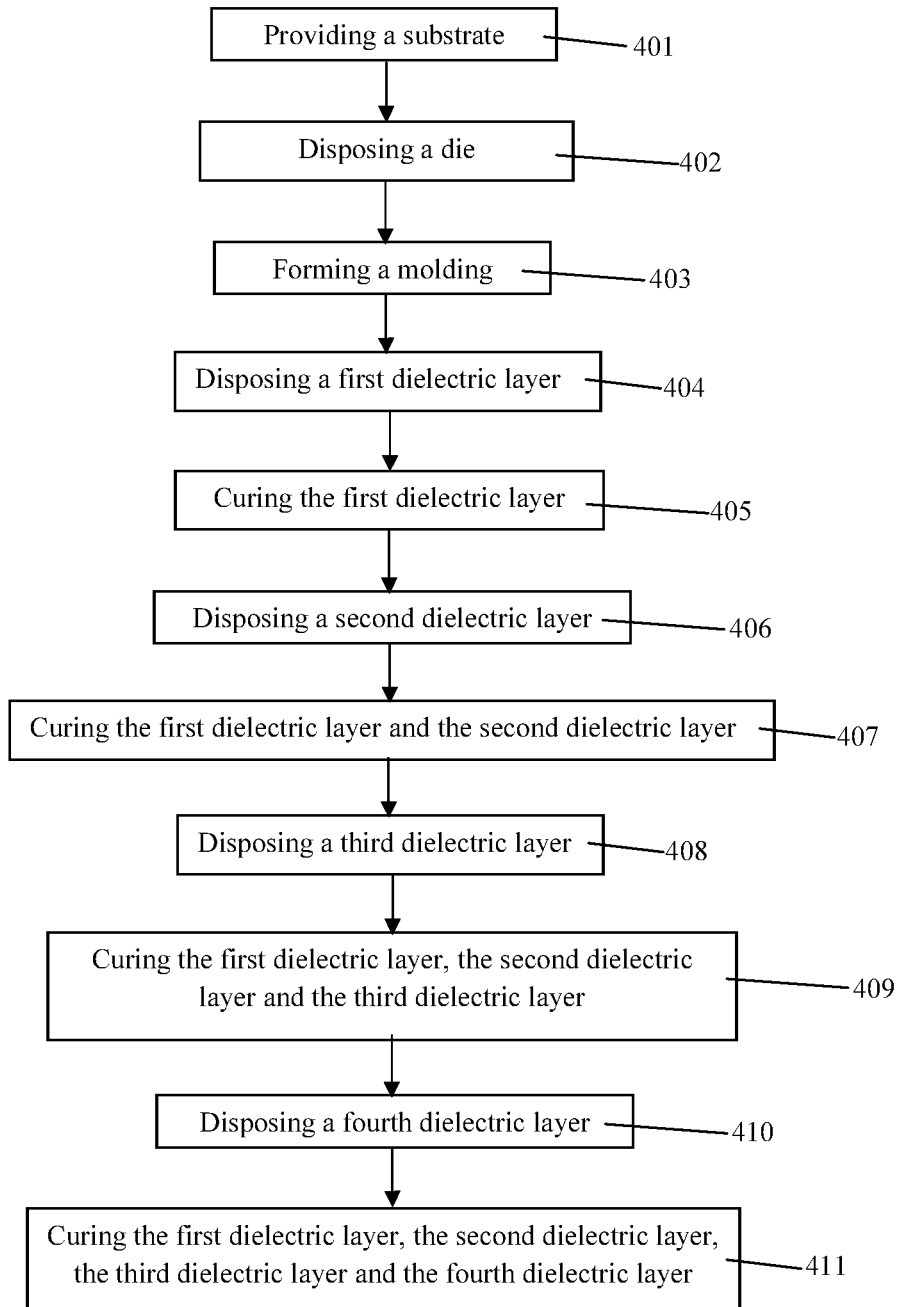 Providing a substrate
401
Disposing a die
402
Forming a molding
403
Disposing a first dielectric layer
404
Curing the first dielectric layer
405
Disposing a second dielectric layer
406
Curing the first dielectric layer and the second dielectric layer
407
Disposing a third dielectric layer
408
Curing the first dielectric layer, the second dielectric
layer and the third dielectric layer
409
Disposing a fourth dielectric layer
410
Curing the first dielectric layer, the second dielectric layer,
the third dielectric layer and the fourth dielectric layer
411